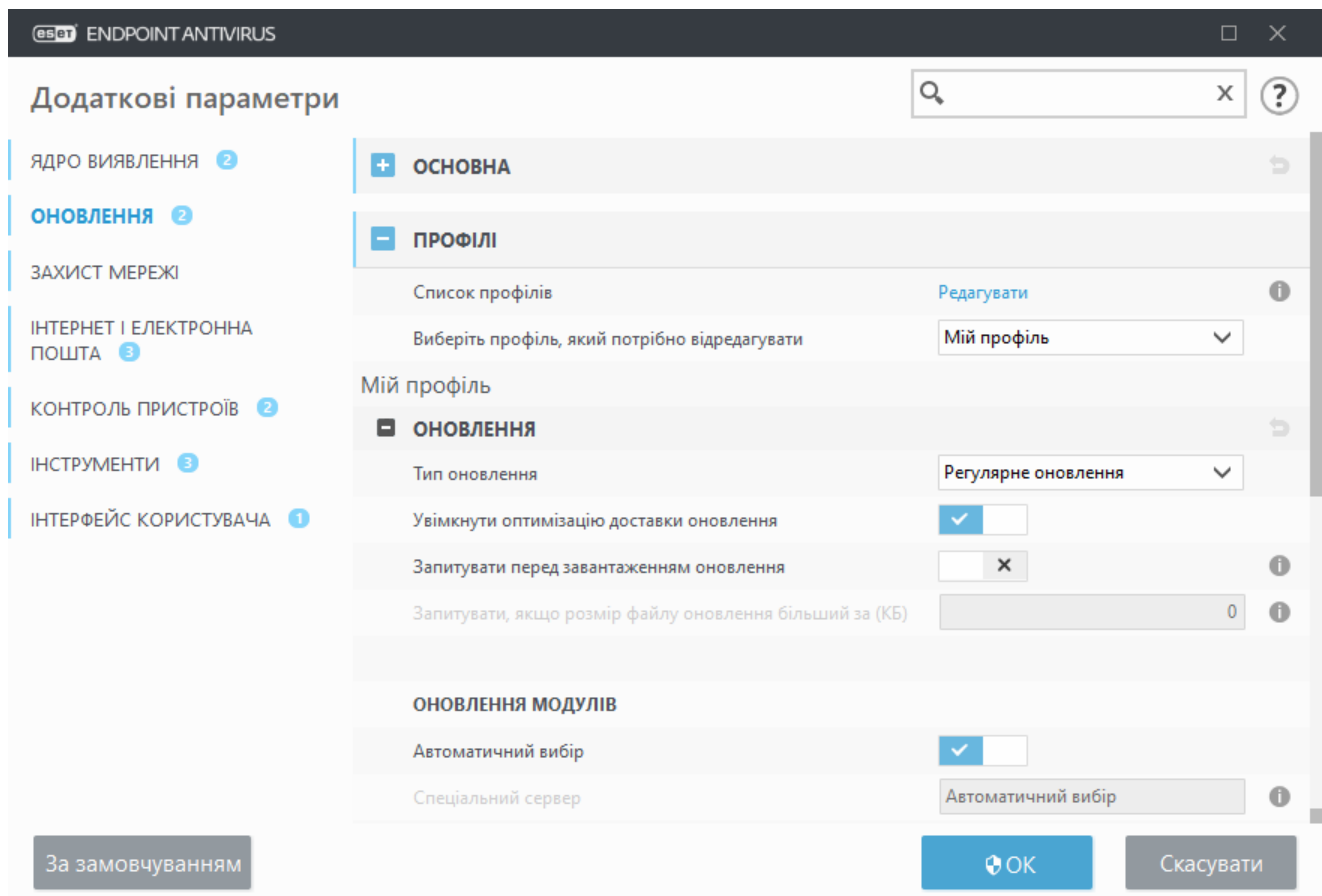 eset ENDPOINT ANTIVIRUS
Додаткові параметри
ЯДРО ВИЯВЛЕННЯ 2
ОНОВЛЕННЯ 2
ЗАХИСТ МЕРЕЖІ
ІНТЕРНЕТ І ЕЛЕКТРОННА
ПОШТА 3
КОНТРОЛЬ ПРИСТРОЇВ 2
ІНСТРУМЕНТИ 3
ІНТЕРФЕЙС КОРИСТУВАЧА 1
ОСНОВНА
ПРОФІЛІ
Список профілів Редагувати
Виберіть профіль, який потрібно відредагувати Мій профіль
Мій профіль
ОНОВЛЕННЯ
Тип оновлення Регулярне оновлення
Увімкнути оптимізацію доставки оновлення
Запитувати перед завантаженням оновлення
Запитувати, якщо розмір файлу оновлення більший за (КБ) 0
ОНОВЛЕННЯ МОДУЛІВ
Автоматичний вибір
Спеціальний сервер Автоматичний вибір
За замовчуванням OK Скасувати